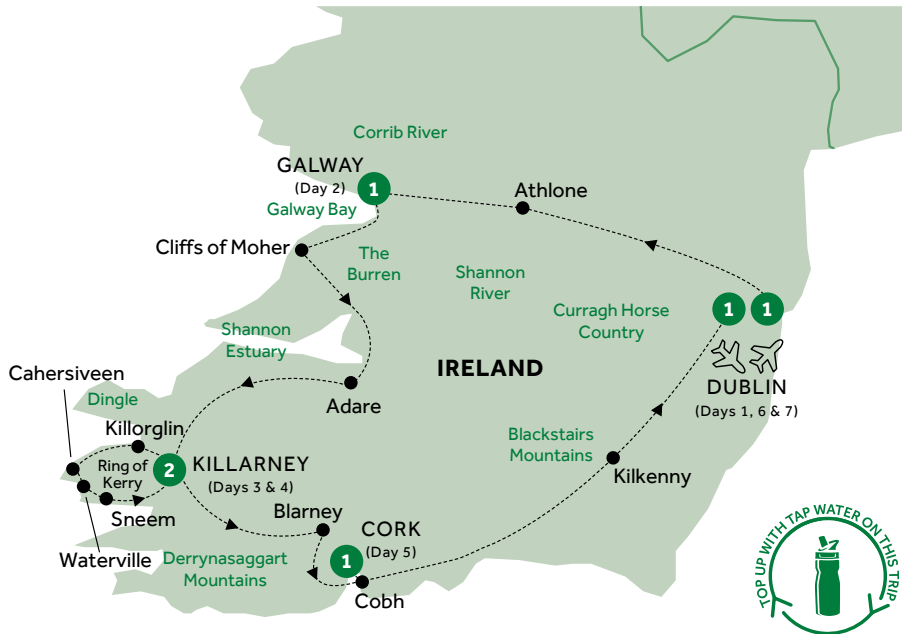 Corrib River
GALWAY
(Day 2)
1
Galway Bay
Athlone
Cliffs of Moher
The
Burren
Shannon
River
Curragh Horse
Country
1
1
Shannon
Estuary
IRELAND
DUBLIN
(Days 1, 6 & 7)
Cahersiveen
Dingle
Adare
Killorglin
Blackstairs
Mountains
Ring of
Kerry
2
KILLARNEY
(Days 3 & 4)
Kilkenny
Sneem
Blarney
CORK
(Day 5)
1
Waterville
Derrynasaggart
Mountains
Cobh
TOP UP WITH TAP WATER ON THIS TRIP